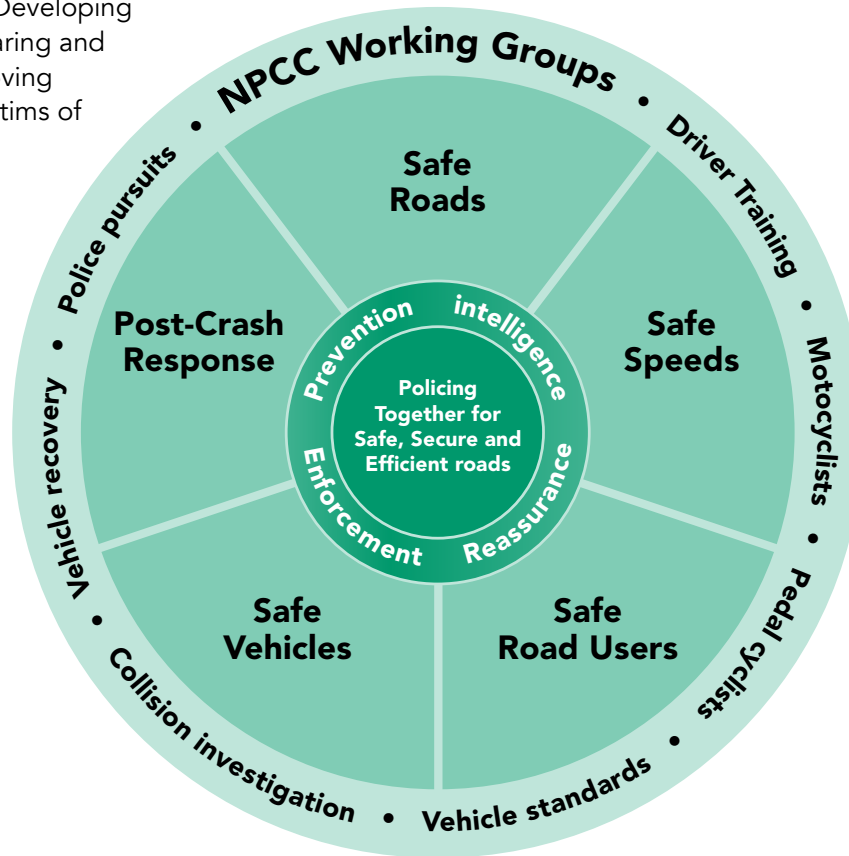 Developing
aring and
ving
tims of
NPCC Working Groups
• Driver Training
• Motocyclists
• Pedal cyclists
• Vehicle standards
• Collision investigation
• Vehicle recovery
• Police pursuits •
Safe
Roads
Safe
Speeds
Safe
Road Users
Safe
Vehicles
Post-Crash
Response
Prevention
intelligence
Reassurance
Enforcement
Policing
Together for
Safe, Secure and
Efficient roads